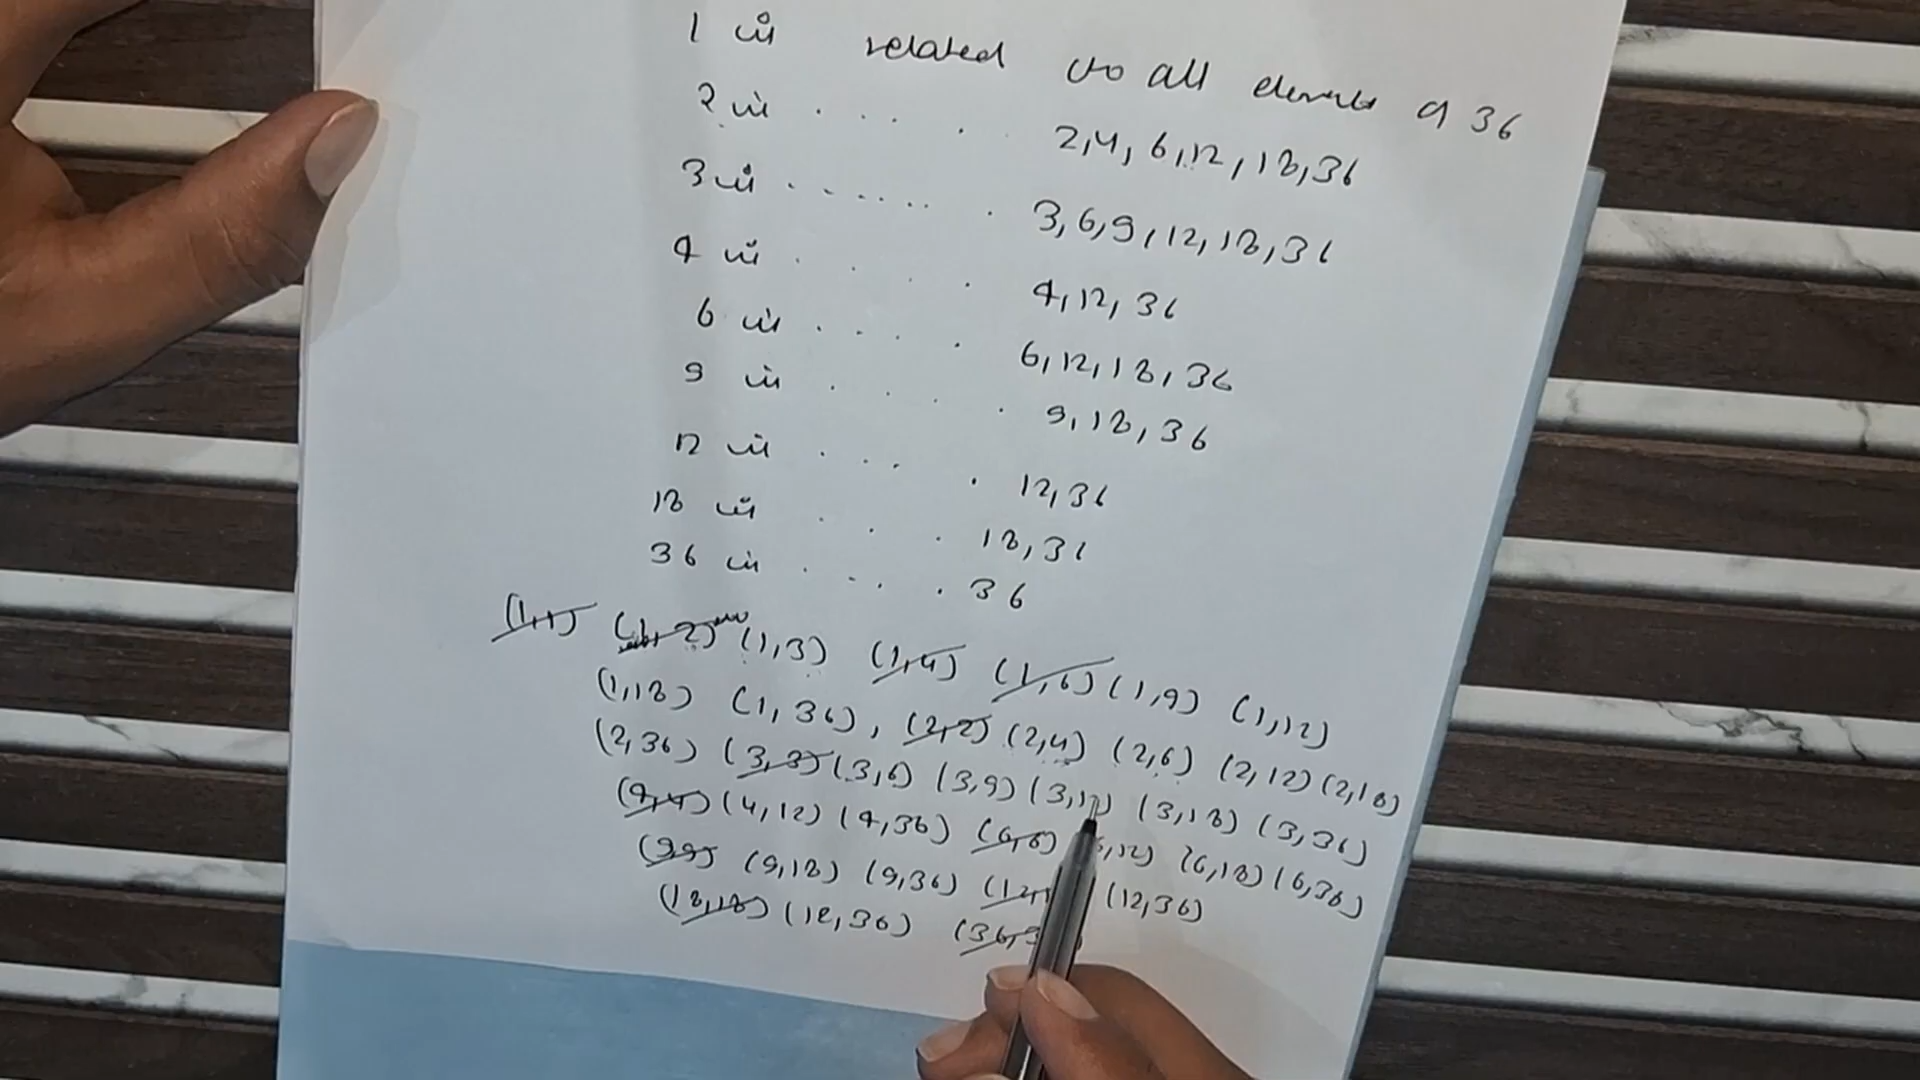 1 is related to all elements of 36
2 is . . . . . 2,4, 6,12, 18,36
3 is . . . . . . . 3,6,9,12,18,36
4 is . . . . 4,12, 36
6 is . . . . . 6,12,18,36
9 is . . . . . 9,18,36
12 is . . . . . 12,36
18 is . . . . 18,36
36 is . . . . . 36
(1,1) (1,2) (1,3) (1,4) (1,6) (1,9) (1,12)
(1,18) (1,36), (2,2) (2,4) (2,6) (2,12) (2,18)
(2,36) (3,3) (3,6) (3,9) (3,12) (3,18) (3,36)
(4,4) (4,12) (4,36) (6,6) 6,12) (6,18) (6,36)
(9,9) (9,18) (9,36) (12,1 (12,36)
(18,18) (18,36) (36,3